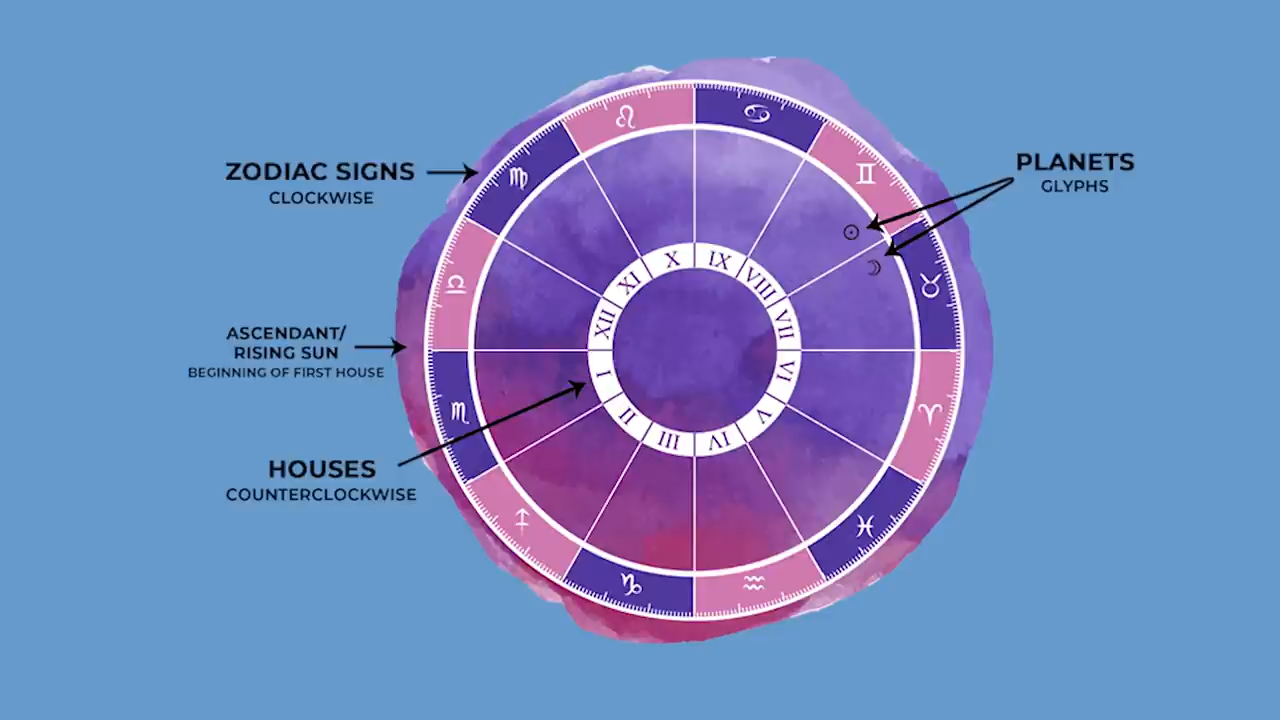 ZODIAC SIGNS
CLOCKWISE
PLANETS
GLYPHS
ASCENDANT/
RISING SUN
BEGINNING OF FIRST HOUSE
HOUSES
COUNTERCLOCKWISE
♌
♋
♍
♊
☉
☽
♎
♉
♏
♈
♐
♓
♑
♒
I
II
III
IV
V
VI
VII
VIII
IX
X
XI
XII